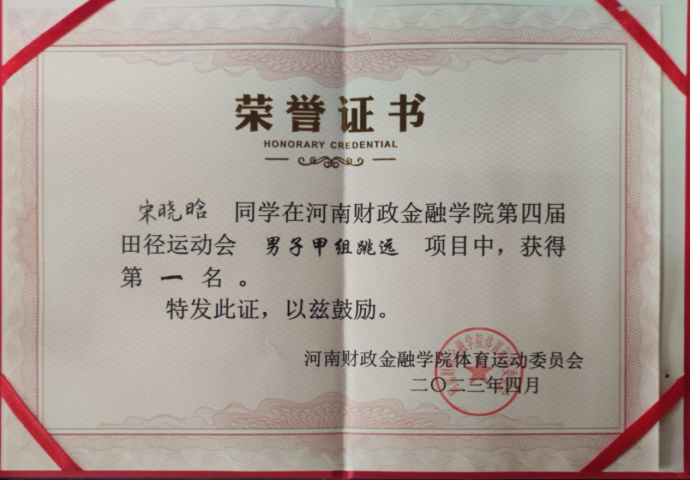 荣誉证书
HONORARY CREDENTIAL
宋晓晗 同学在河南财政金融学院第四届
田径运动会 男子甲组跳远 项目中，获得
第 一 名。
特发此证，以兹鼓励。
河南财政金融学院体育运动委员会
二〇二三年四月